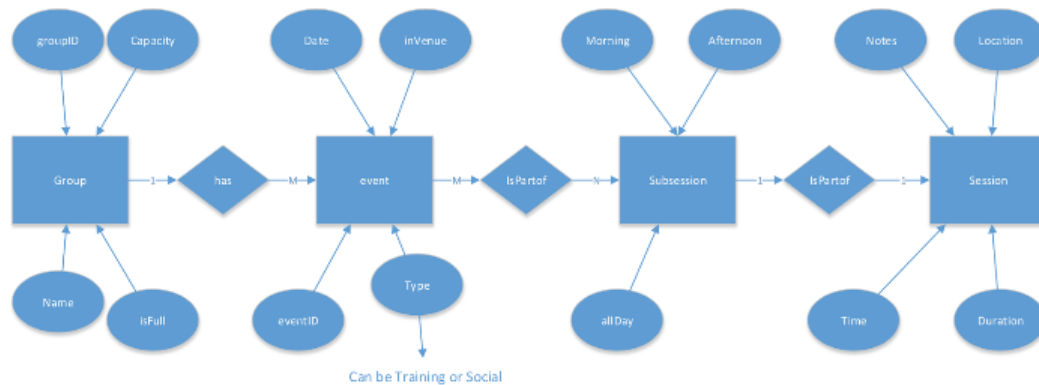 groupID
Capacity
Date
inVenue
Morning
Afternoon
Notes
Location
Group
1
has
M
event
M
IsPartof
N
Subsession
1
IsPartof
1
Session
Name
isFull
eventID
Type
allDay
Time
Duration
Can be Training or Social